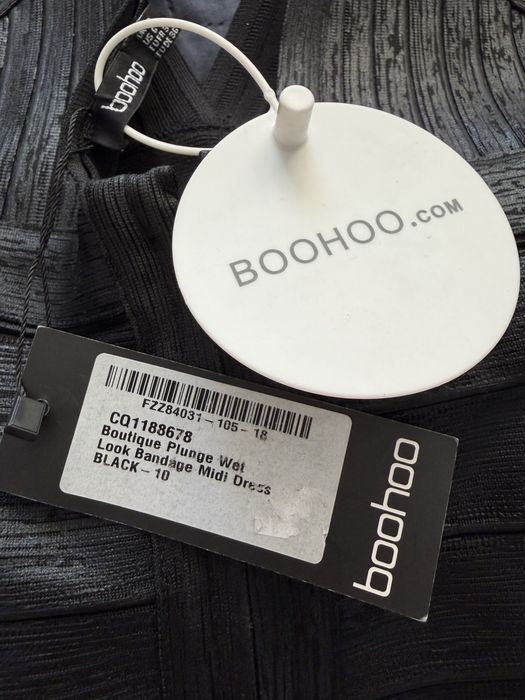 boohoo
BOOHOO.COM
FZZ84031-105-18
CQ1188678
Boutique Plunge Wet
Look Bandage Midi Dress
BLACK-10
boohoo